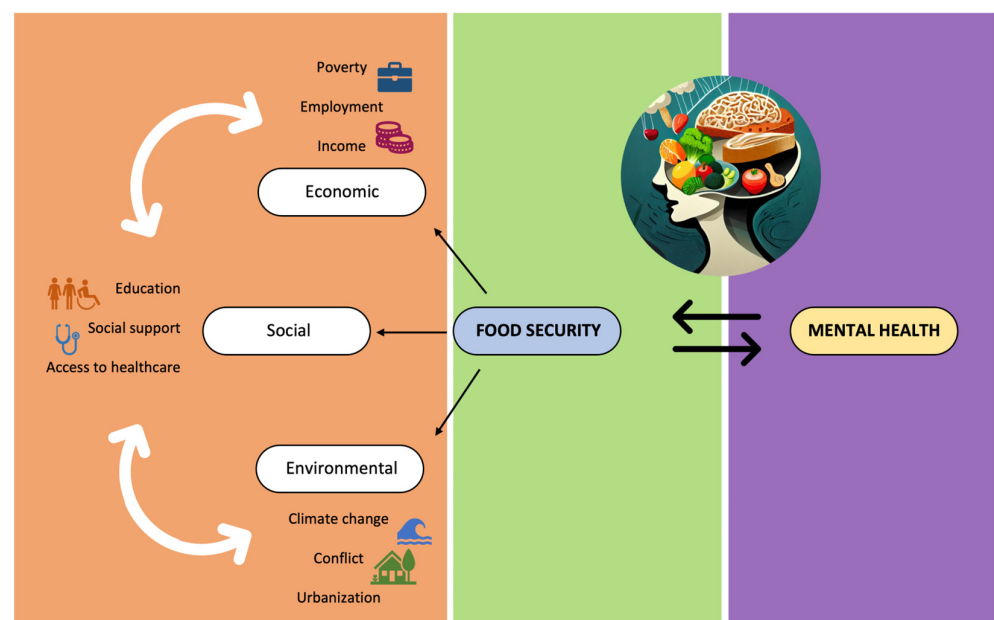 Poverty
Employment
Income
Economic
Education
Social support
Access to healthcare
Social
FOOD SECURITY
MENTAL HEALTH
Environmental
Climate change
Conflict
Urbanization